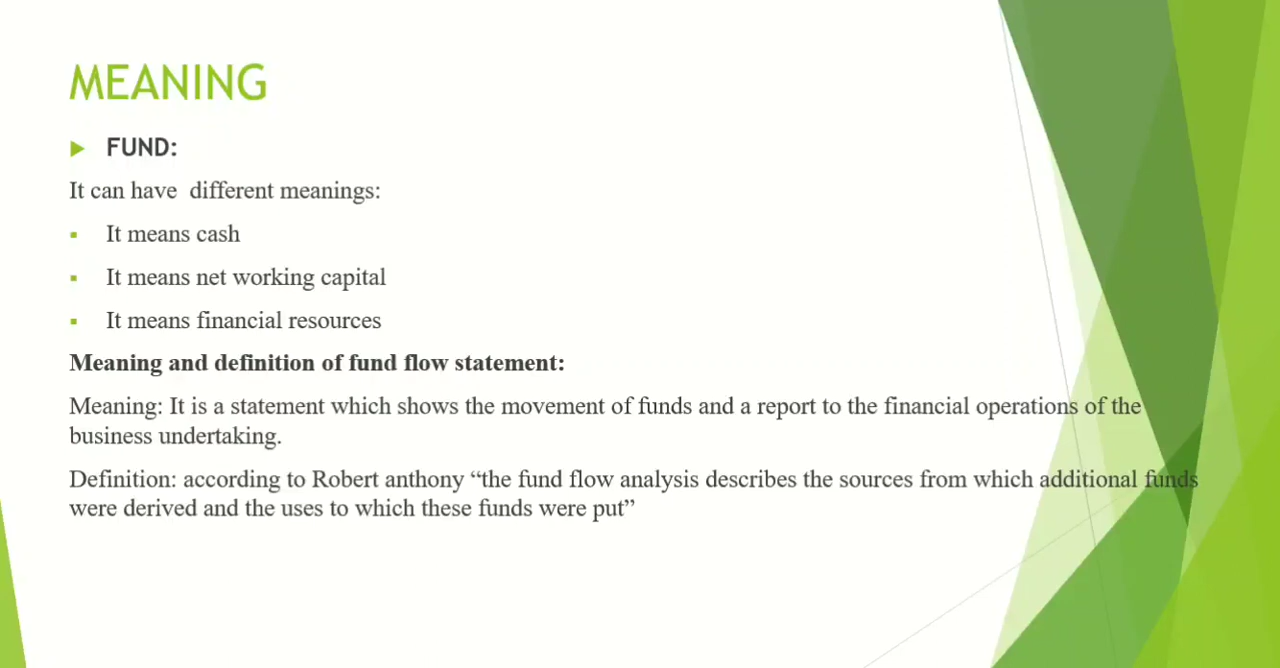 MEANING
FUND:
It can have  different meanings:
It means cash
It means net working capital
It means financial resources
Meaning and definition of fund flow statement:
Meaning: It is a statement which shows the movement of funds and a report to the financial operations of the
business undertaking.
Definition: according to Robert anthony “the fund flow analysis describes the sources from which additional funds
were derived and the uses to which these funds were put”